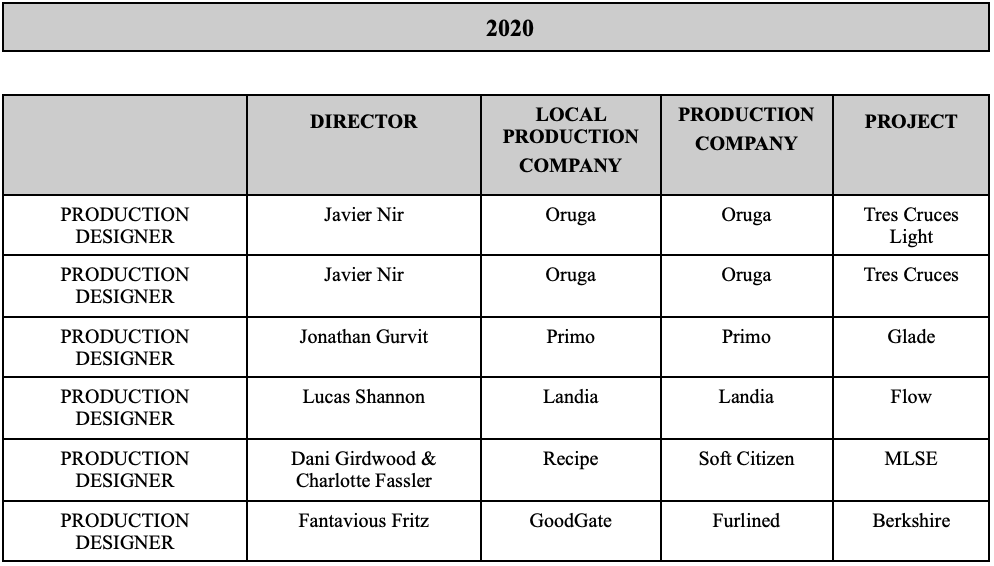 2020
DIRECTOR
LOCAL
PRODUCTION
COMPANY
PRODUCTION
COMPANY
PROJECT
PRODUCTION
DESIGNER
Javier Nir
Oruga
Oruga
Tres Cruces
Light
PRODUCTION
DESIGNER
Javier Nir
Oruga
Oruga
Tres Cruces
PRODUCTION
DESIGNER
Jonathan Gurvit
Primo
Primo
Glade
PRODUCTION
DESIGNER
Lucas Shannon
Landia
Landia
Flow
PRODUCTION
DESIGNER
Dani Girdwood &
Charlotte Fassler
Recipe
Soft Citizen
MLSE
PRODUCTION
DESIGNER
Fantavious Fritz
GoodGate
Furlined
Berkshire